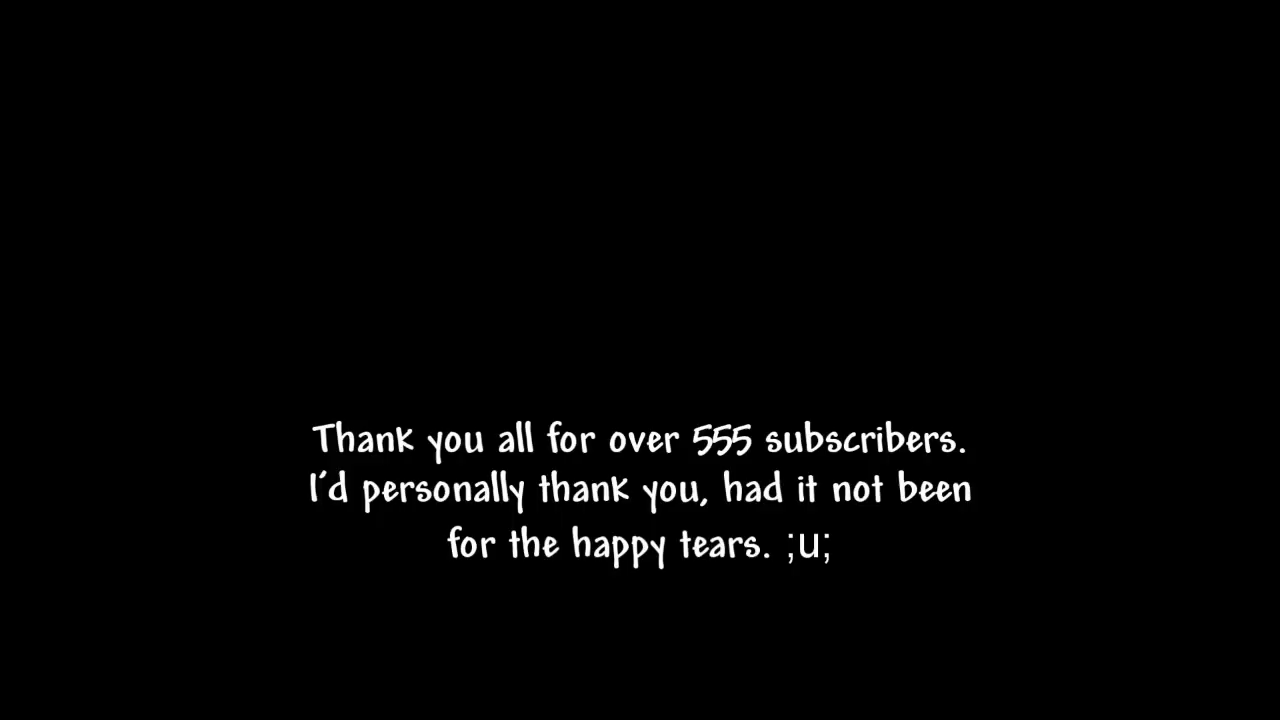 Thank you all for over 555 subscribers.
I'd personally thank you, had it not been
for the happy tears. ;u;